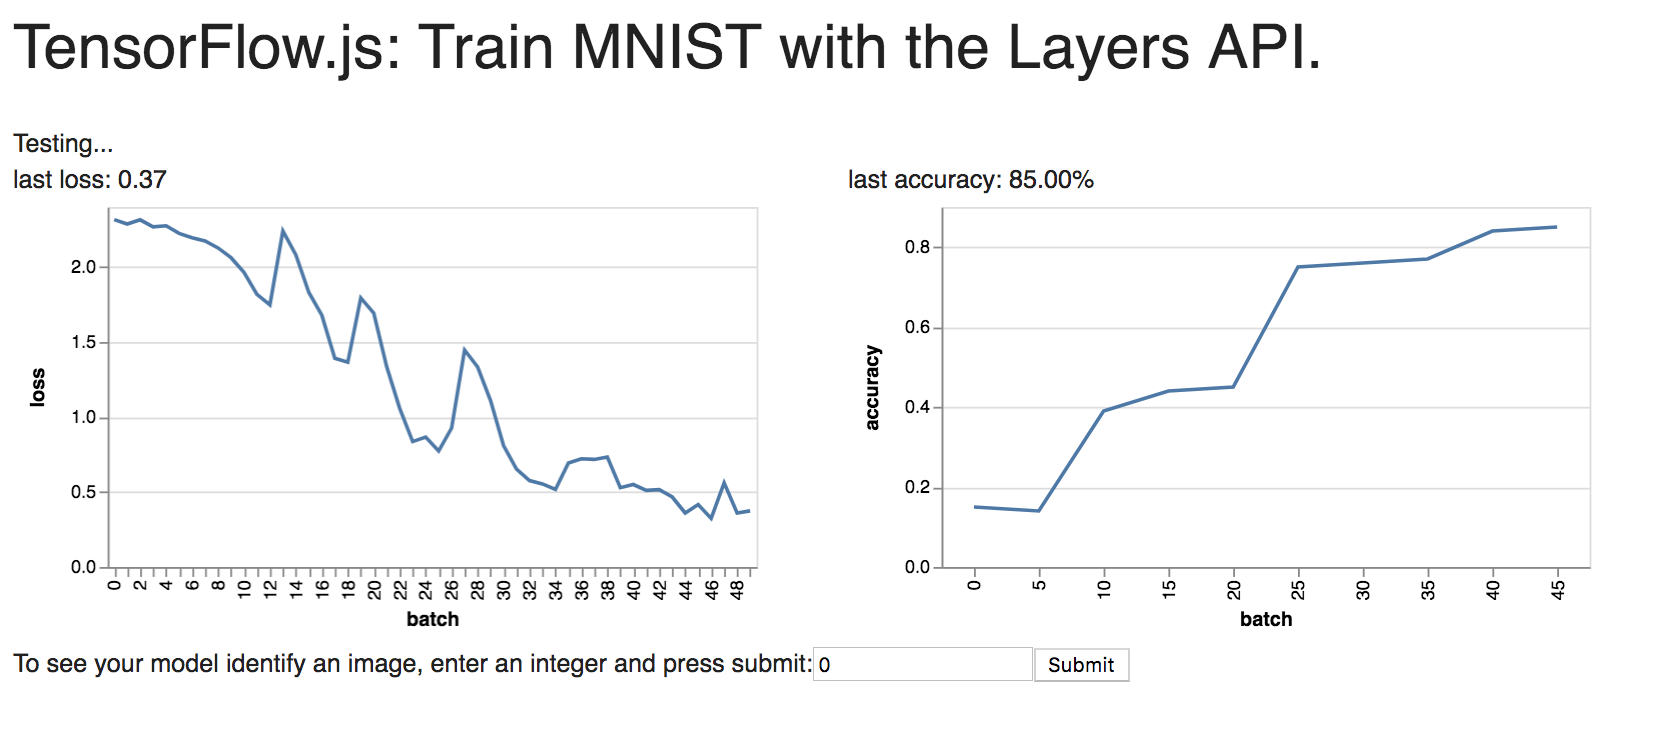 TensorFlow.js: Train MNIST with the Layers API.
Testing...
last loss: 0.37
last accuracy: 85.00%
loss
2.0
1.5
1.0
0.5
0.0
0 2 4 6 8 10 12 14 16 18 20 22 24 26 28 30 32 34 36 38 40 42 44 46 48
batch
accuracy
0.8
0.6
0.4
0.2
0.0
0 5 10 15 20 25 30 35 40 45
batch
To see your model identify an image, enter an integer and press submit: 0 Submit